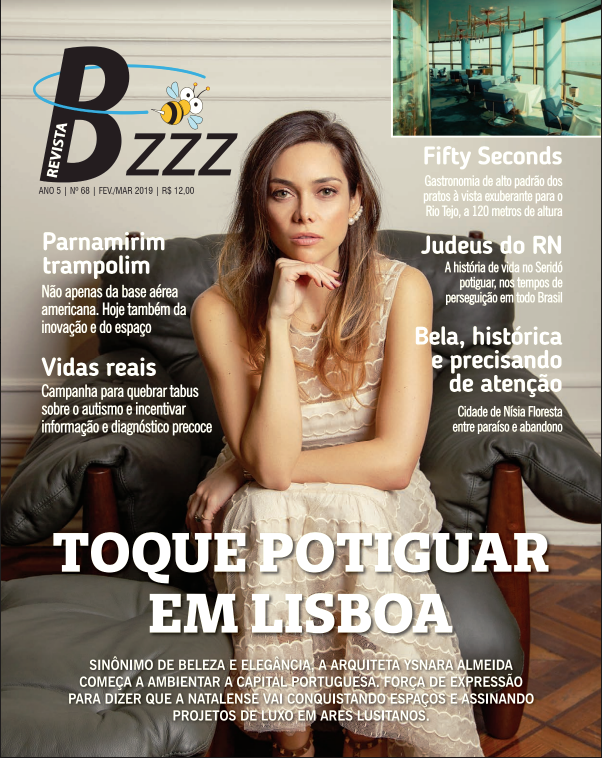 REVISTA
Bzzz
ANO 5 | Nº 68 | FEV./MAR 2019 | R$ 12,00
Parnamirim
trampolim
Não apenas da base aérea
americana. Hoje também da
inovação e do espaço
Vidas reais
Campanha para quebrar tabus
sobre o autismo e incentivar
informação e diagnóstico precoce
Fifty Seconds
Gastronomia de alto padrão dos
pratos à vista exuberante para o
Rio Tejo, a 120 metros de altura
Judeus do RN
A história de vida no Seridó
potiguar, nos tempos de
perseguição em todo Brasil
Bela, histórica
e precisando
de atenção
Cidade de Nísia Floresta
entre paraíso e abandono
TOQUE POTIGUAR
EM LISBOA
SINÔNIMO DE BELEZA E ELEGÂNCIA, A ARQUITETA YSNARA ALMEIDA
COMEÇA A AMBIENTAR A CAPITAL PORTUGUESA. FORÇA DE EXPRESSÃO
PARA DIZER QUE A NATALENSE VAI CONQUISTANDO ESPAÇOS E ASSINANDO
PROJETOS DE LUXO EM ARES LUSITANOS.